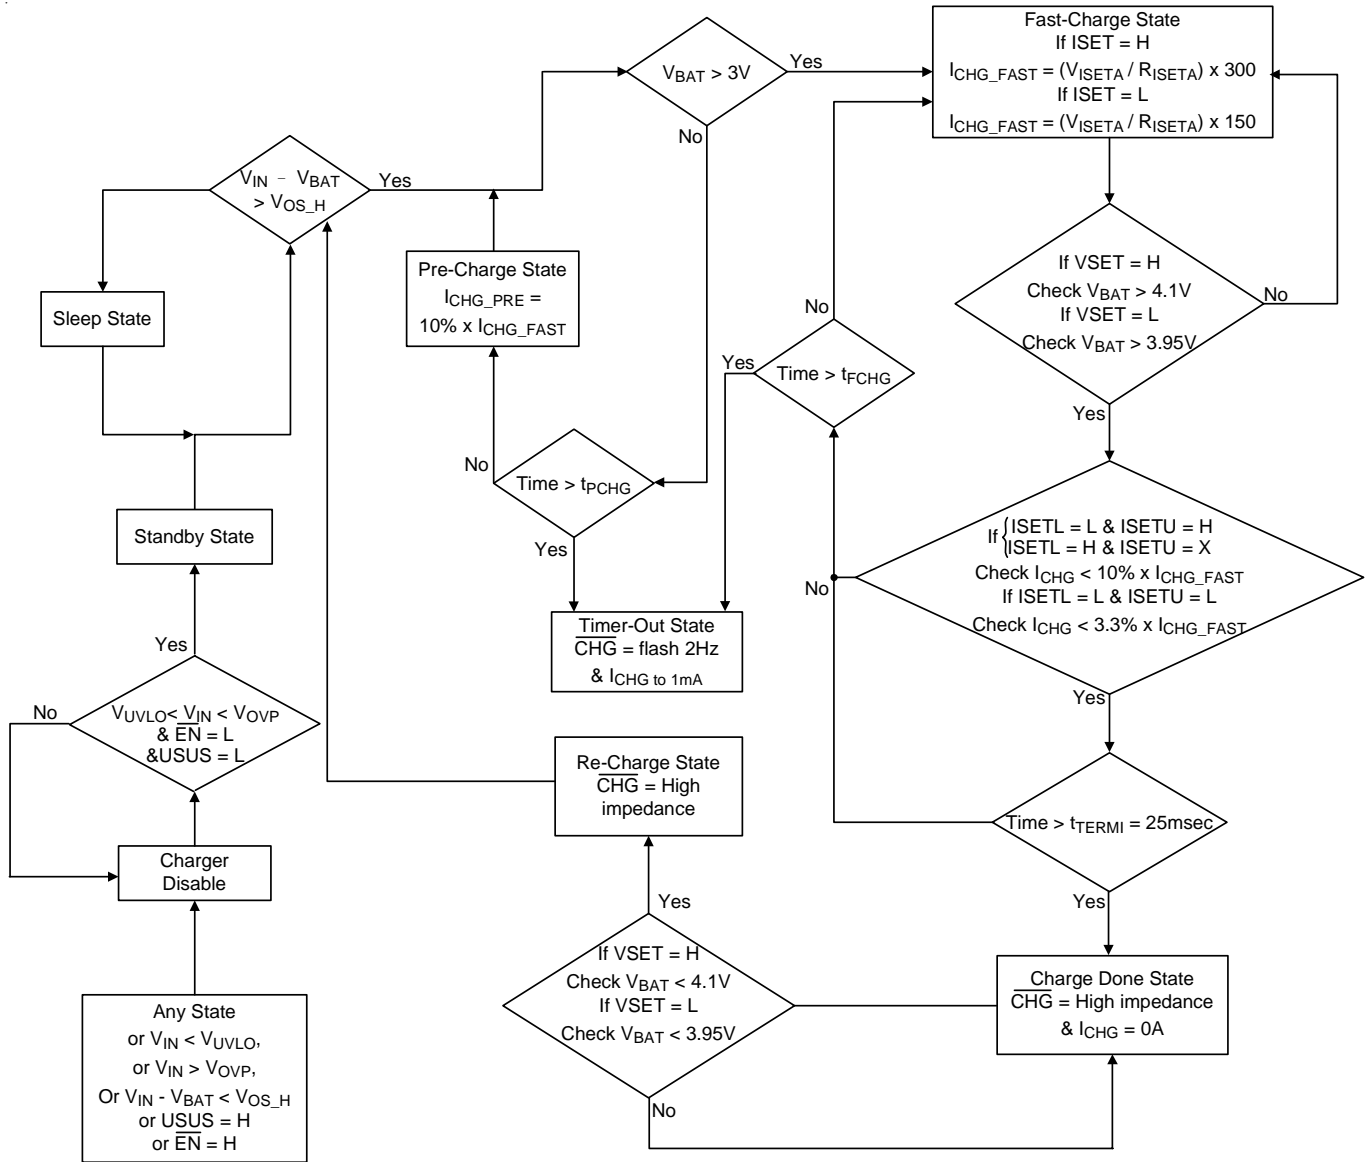 Fast-Charge State
If ISET = H
ICHG_FAST = (VISETA / RISETA) x 300
If ISET = L
ICHG_FAST = (VISETA / RISETA) x 150
VBAT > 3V
Yes
No
VIN - VBAT
> VOS_H
Yes
Pre-Charge State
ICHG_PRE =
10% x ICHG_FAST
Sleep State
If VSET = H
Check VBAT > 4.1V
If VSET = L
Check VBAT > 3.95V
No
Yes
No
Time > tFCHG
Yes
No
Time > tPCHG
Yes
Standby State
If { ISETL = L & ISETU = H
ISETL = H & ISETU = X
Check ICHG < 10% x ICHG_FAST
If ISETL = L & ISETU = L
Check ICHG < 3.3% x ICHG_FAST
No
Yes
Timer-Out State
CHG = flash 2Hz
& ICHG to 1mA
Yes
No
VUVLO< VIN < VOVP
& EN = L
&USUS = L
Re-Charge State
CHG = High
impedance
Time > tTERMI = 25msec
Yes
Charger
Disable
Yes
If VSET = H
Check VBAT < 4.1V
If VSET = L
Check VBAT < 3.95V
No
Charge Done State
CHG = High impedance
& ICHG = 0A
Any State
or VIN < VUVLO,
or VIN > VOVP,
Or VIN - VBAT < VOS_H
or USUS = H
or EN = H